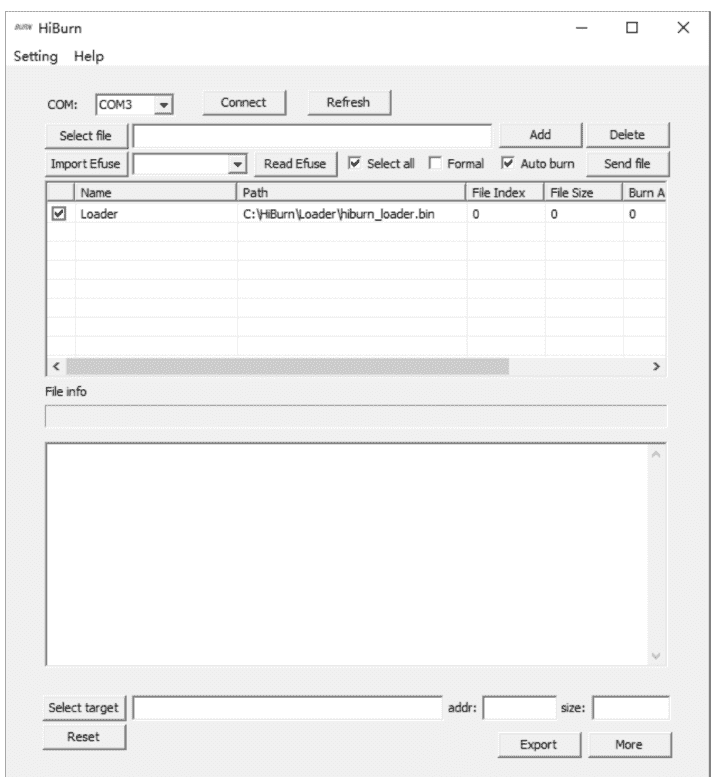 BURN HiBurn
Setting Help
COM: COM3 Connect Refresh
Select file Add Delete
Import Efuse Read Efuse Select all Formal Auto burn Send file
Name Path File Index File Size Burn A
Loader C:\HiBurn\Loader\hiburn_loader.bin 0 0 0
File info
Select target addr: size:
Reset
Export More